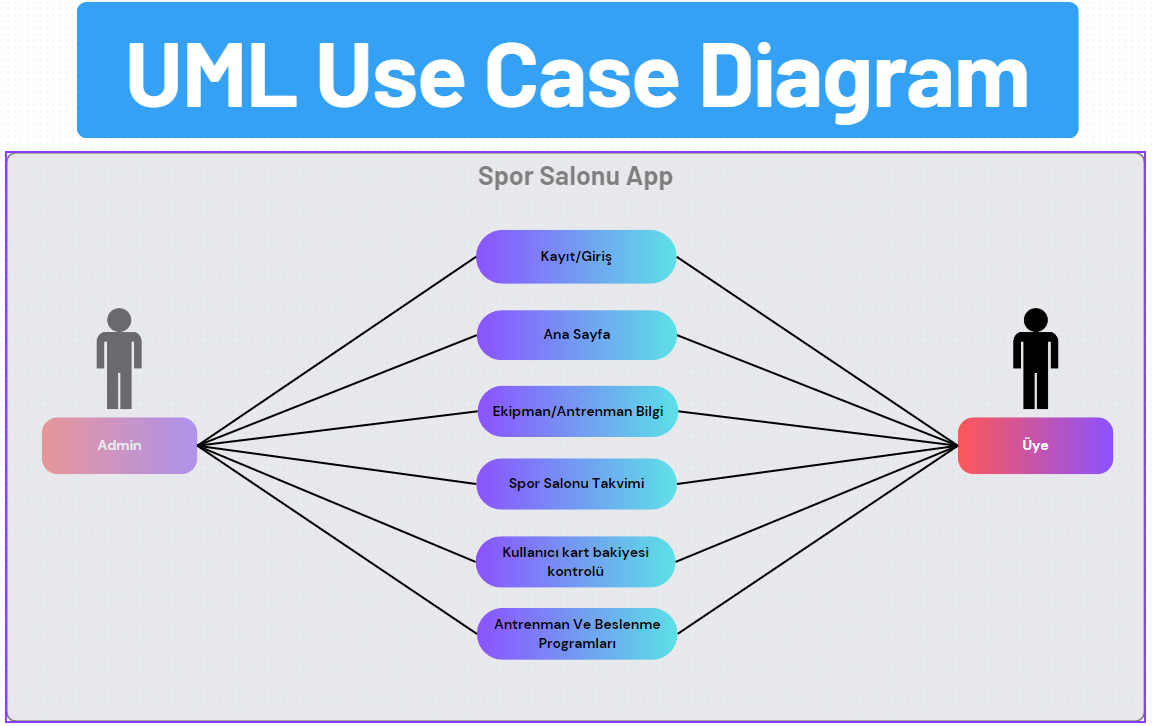 UML Use Case Diagram
Spor Salonu App
Kayıt/Giriş
Ana Sayfa
Ekipman/Antrenman Bilgi
Admin
Üye
Spor Salonu Takvimi
Kullanıcı kart bakiyesi
kontrolü
Antrenman Ve Beslenme
Programları